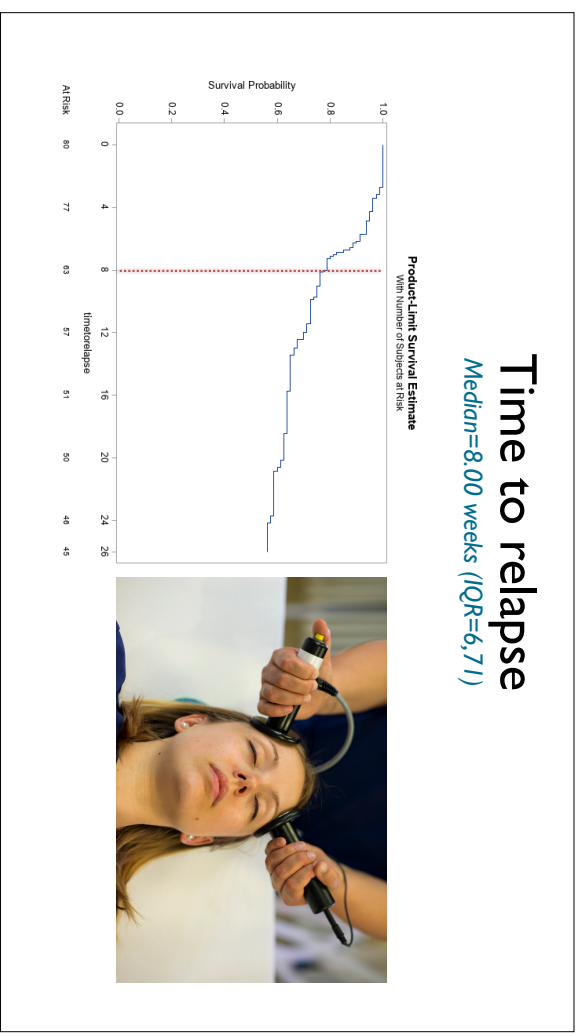 Time to relapse
Median=8.00 weeks (IQR=6,71)
Product-Limit Survival Estimate
With Number of Subjects at Risk
1.0
0.8
0.6
0.4
0.2
0.0
Survival Probability
0 4 8 12 16 20 24 26
timetorelapse
At Risk 80 77 63 57 51 50 46 45